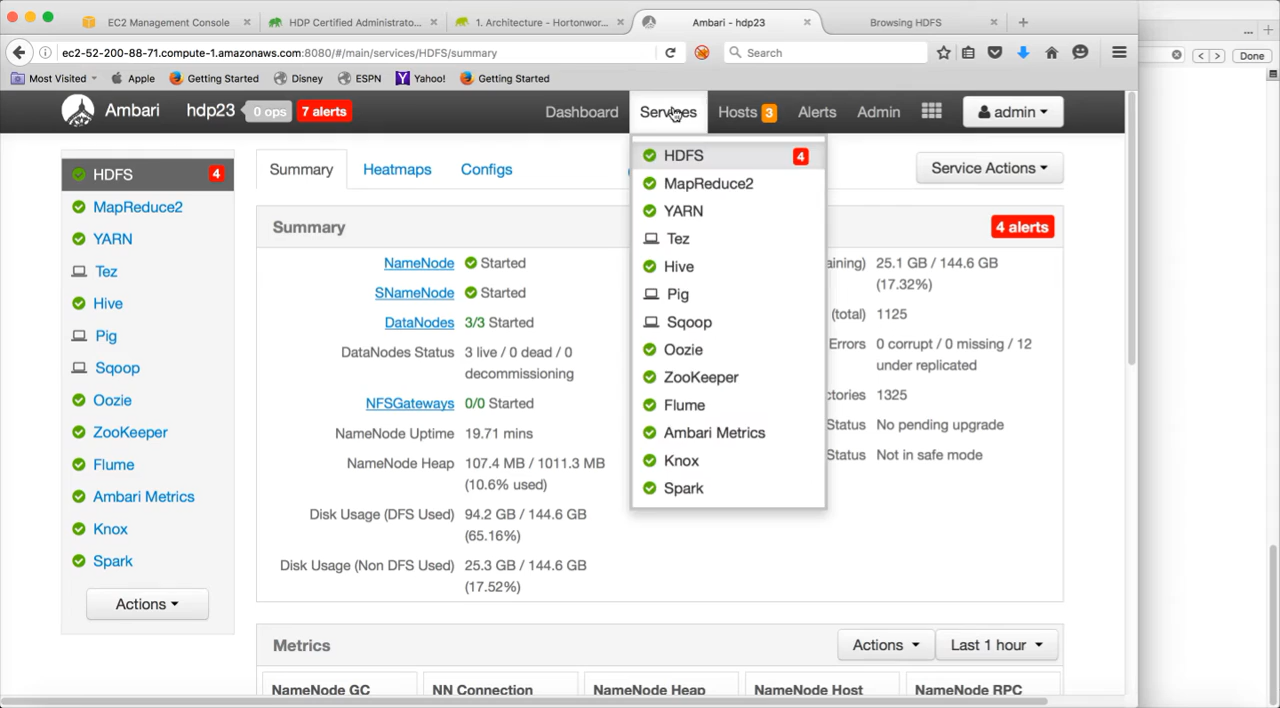 EC2 Management Console
HDP Certified Administrato...
1. Architecture - Hortonwor...
Ambari - hdp23
Browsing HDFS
ec2-52-200-88-71.compute-1.amazonaws.com:8080/#/main/services/HDFS/summary
Search
Done
Most Visited
Apple
Getting Started
Disney
ESPN
Yahoo!
Getting Started
Ambari
hdp23
0 ops
7 alerts
Dashboard
Services
Hosts 3
Alerts
Admin
admin
HDFS 4
MapReduce2
YARN
Tez
Hive
Pig
Sqoop
Oozie
ZooKeeper
Flume
Ambari Metrics
Knox
Spark
Actions
Summary
Heatmaps
Configs
Service Actions
HDFS 4
MapReduce2
YARN
Tez
Hive
Pig
Sqoop
Oozie
ZooKeeper
Flume
Ambari Metrics
Knox
Spark
Summary
4 alerts
NameNode Started
SNameNode Started
DataNodes 3/3 Started
DataNodes Status 3 live / 0 dead / 0
decommissioning
NFSGateways 0/0 Started
NameNode Uptime 19.71 mins
NameNode Heap 107.4 MB / 1011.3 MB
(10.6% used)
Disk Usage (DFS Used) 94.2 GB / 144.6 GB
(65.16%)
Disk Usage (Non DFS Used) 25.3 GB / 144.6 GB
(17.52%)
aining) 25.1 GB / 144.6 GB
(17.32%)
(total) 1125
Errors 0 corrupt / 0 missing / 12
under replicated
ctories 1325
Status No pending upgrade
Status Not in safe mode
Metrics
Actions
Last 1 hour
NameNode GC
NN Connection
NameNode Heap
NameNode Host
NameNode RPC